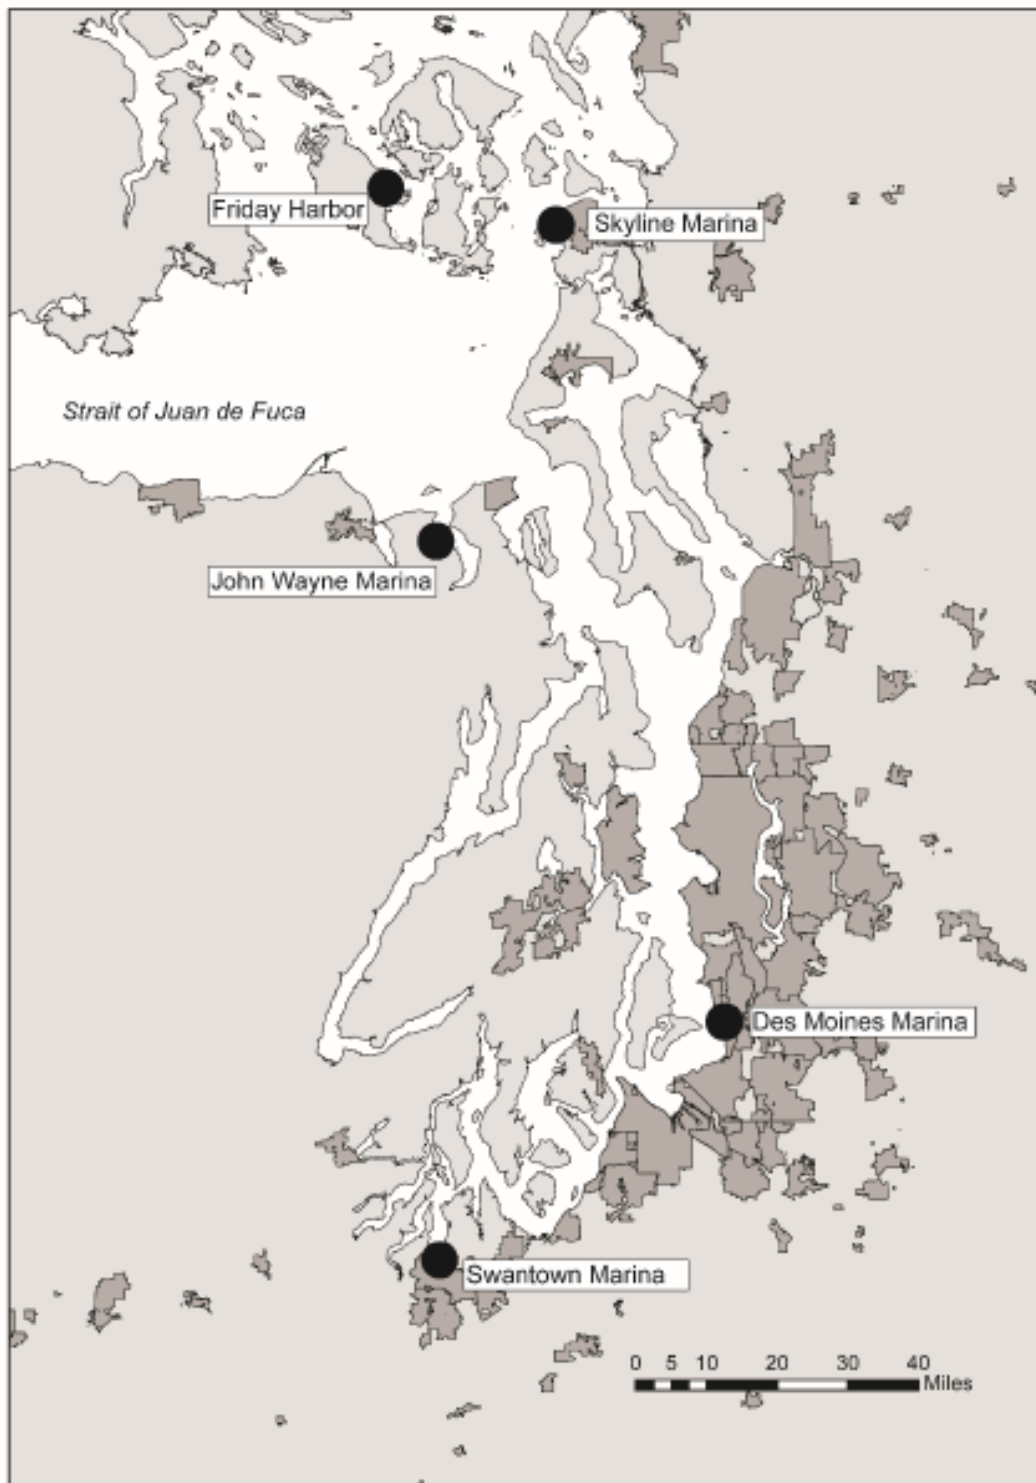 Friday Harbor
Skyline Marina
Strait of Juan de Fuca
John Wayne Marina
Des Moines Marina
Swantown Marina
0 5 10 20 30 40
Miles